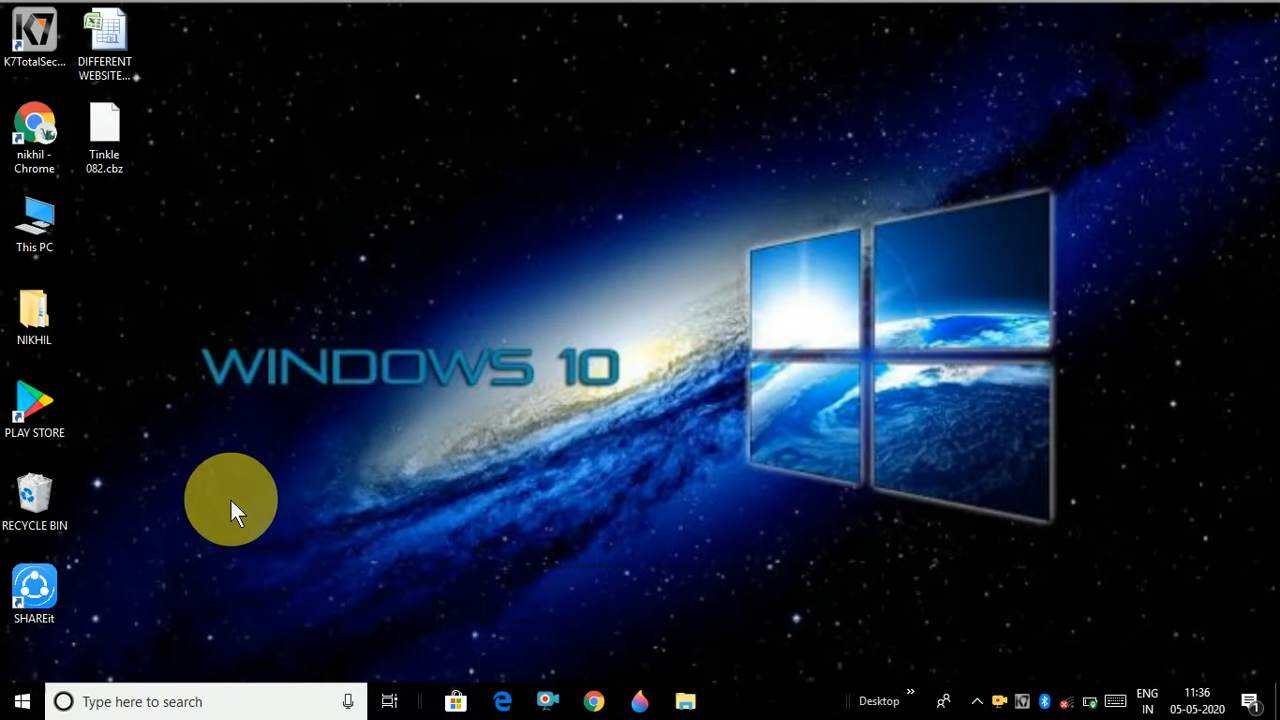 K7TotalSec...
DIFFERENT
WEBSITE...
nikhil -
Chrome
Tinkle
082.cbz
This PC
NIKHIL
PLAY STORE
RECYCLE BIN
SHAREit
WINDOWS 10
Type here to search
Desktop
ENG
IN
11:36
05-05-2020
1